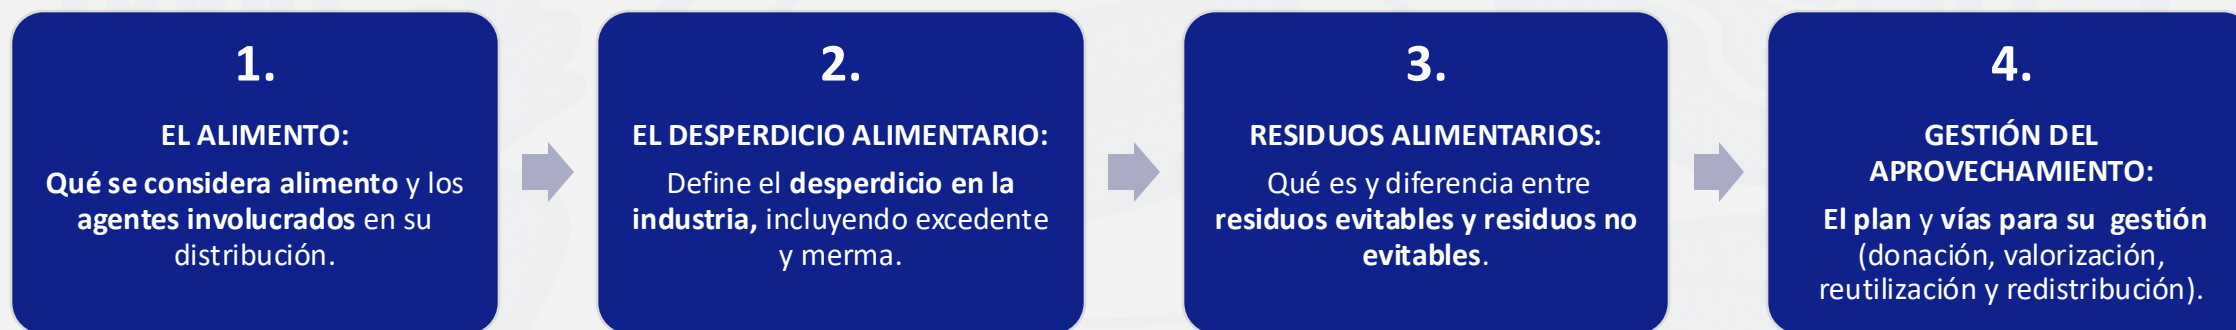 1.
EL ALIMENTO:
Qué se considera alimento y los
agentes involucrados en su
distribución.
2.
EL DESPERDICIO ALIMENTARIO:
Define el desperdicio en la
industria, incluyendo excedente
y merma.
3.
RESIDUOS ALIMENTARIOS:
Qué es y diferencia entre
residuos evitables y residuos no
evitables.
4.
GESTIÓN DEL
APROVECHAMIENTO:
El plan y vías para su gestión
(donación, valorización,
reutilización y redistribución).